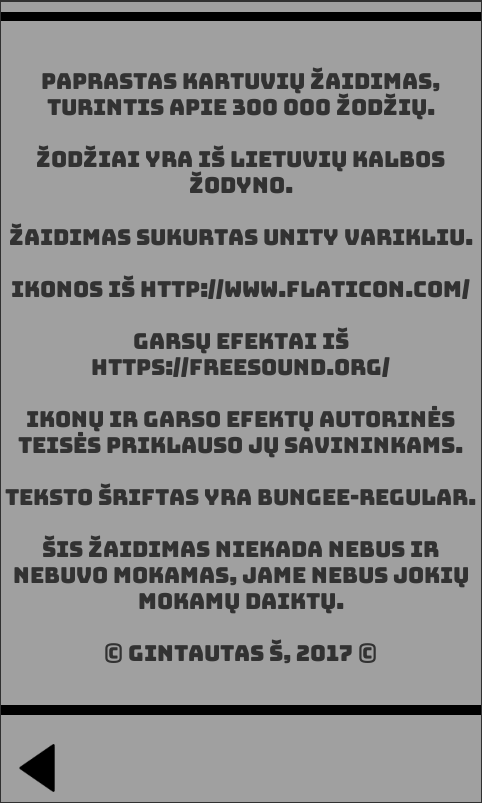 PAPRASTAS KARTUVIŲ ŽAIDIMAS,
TURINTIS APIE 300 000 ŽODŽIŲ.
ŽODŽIAI YRA IŠ LIETUVIŲ KALBOS
ŽODYNO.
ŽAIDIMAS SUKURTAS UNITY VARIKLIU.
IKONOS IŠ HTTP://WWW.FLATICON.COM/
GARSŲ EFEKTAI IŠ
HTTPS://FREESOUND.ORG/
IKONŲ IR GARSO EFEKTŲ AUTORINĖS
TEISĖS PRIKLAUSO JŲ SAVININKAMS.
TEKSTO ŠRIFTAS YRA BUNGEE-REGULAR.
ŠIS ŽAIDIMAS NIEKADA NEBUS IR
NEBUVO MOKAMAS, JAME NEBUS JOKIŲ
MOKAMŲ DAIKTŲ.
© GINTAUTAS Š, 2017 ©